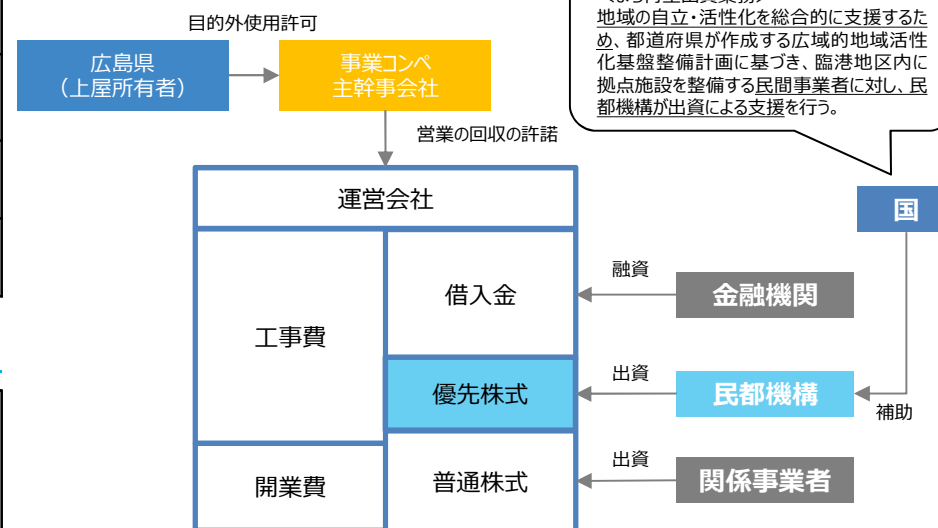 目的外使用許可
広島県
（上屋所有者）
事業コンペ
主幹事会社
地域の自立・活性化を総合的に支援するた
め、都道府県が作成する広域的地域活性
化基盤整備計画に基づき、臨港地区内に
拠点施設を整備する民間事業者に対し、民
都機構が出資による支援を行う。
営業の回収の許諾
運営会社
国
工事費
借入金
融資
金融機関
優先株式
出資
民都機構
補助
開業費
普通株式
出資
関係事業者